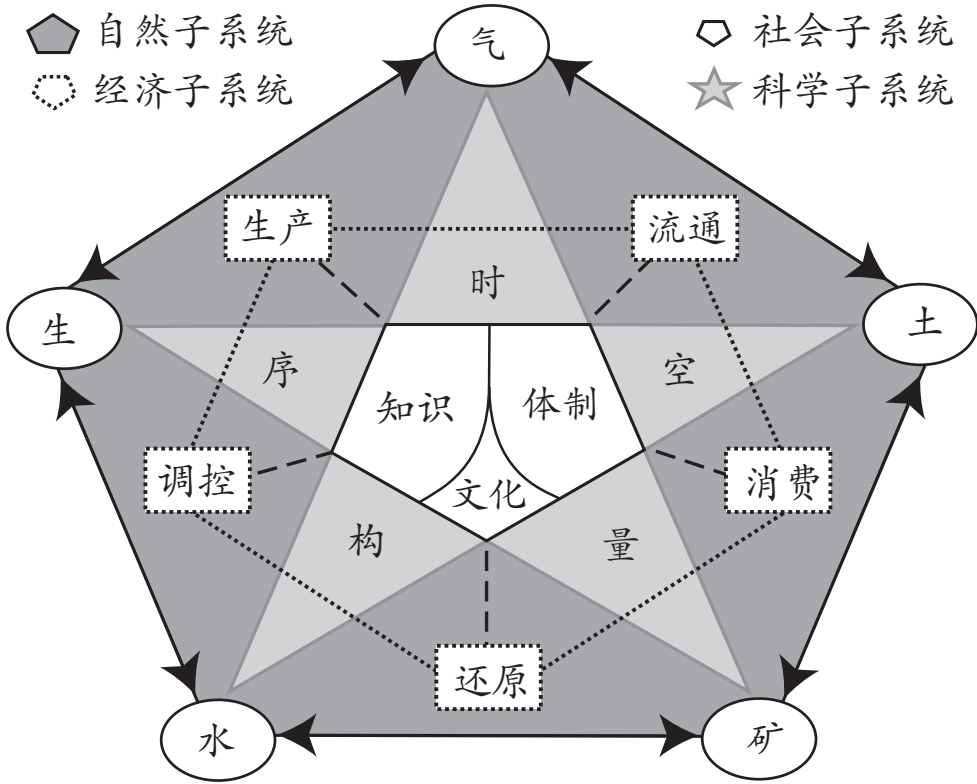 自然子系统
经济子系统
社会子系统
科学子系统
气
生产
流通
时
生
土
序
空
知识
体制
文化
调控
消费
构
量
还原
水
矿